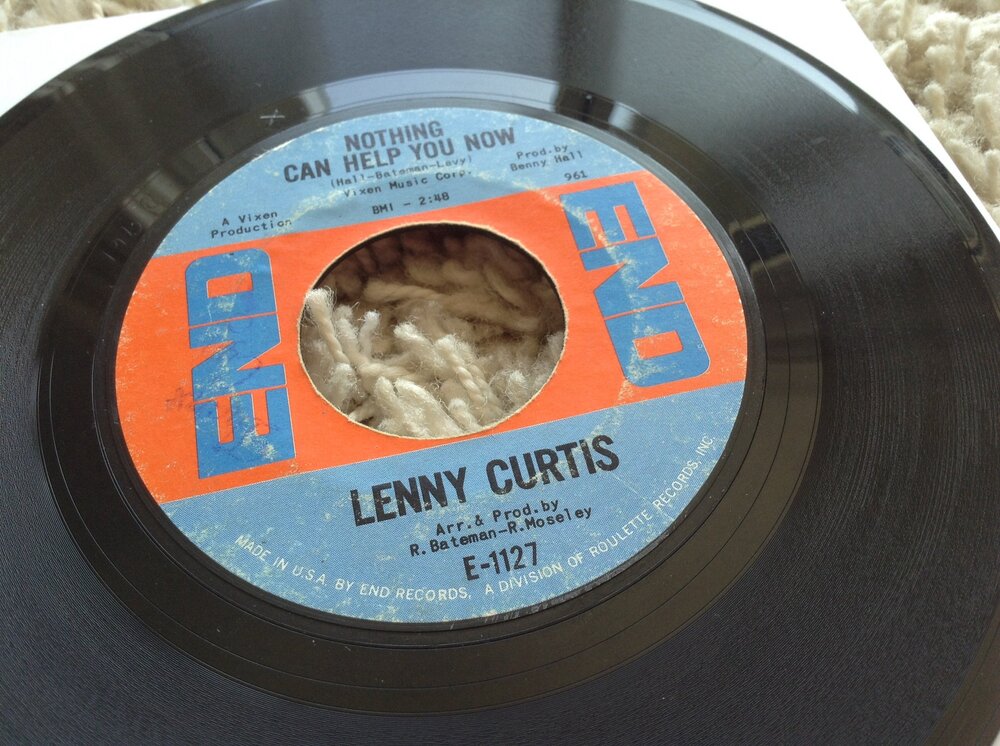 NOTHING
CAN HELP YOU NOW
(Hall-Bateman-Levy)
Vixen Music Corp.
BMI - 2:48
A Vixen
Production
Prod.by
Benny Hall
961
END
END
LENNY CURTIS
Arr.& Prod.by
R.Bateman-R.Moseley
E-1127
MADE IN U.S.A. BY END RECORDS, A DIVISION OF ROULETTE RECORDS, INC.